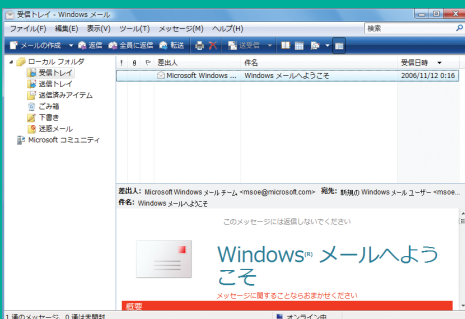 受信トレイ - Windows メール
ファイル(F) 編集(E) 表示(V) ツール(T) メッセージ(M) ヘルプ(H)
検索
メールの作成 返信 全員に返信 転送 送受信
ローカル フォルダ
受信トレイ
送信トレイ
送信済みアイテム
ごみ箱
下書き
迷惑メール
Microsoft コミュニティ
! 差出人 件名 受信日時
Microsoft Windows ... Windows メールへようこそ 2006/11/12 0:16
差出人: Microsoft Windows メール チーム <msoe@microsoft.com> 宛先: 新規の Windows メール ユーザー <msoe...
件名: Windows メールへようこそ
このメッセージには返信しないでください
Windows(R) メールへよう
こそ
メッセージに関することならおまかせください
概要
1 通のメッセージ、0 通は未開封
オンライン中